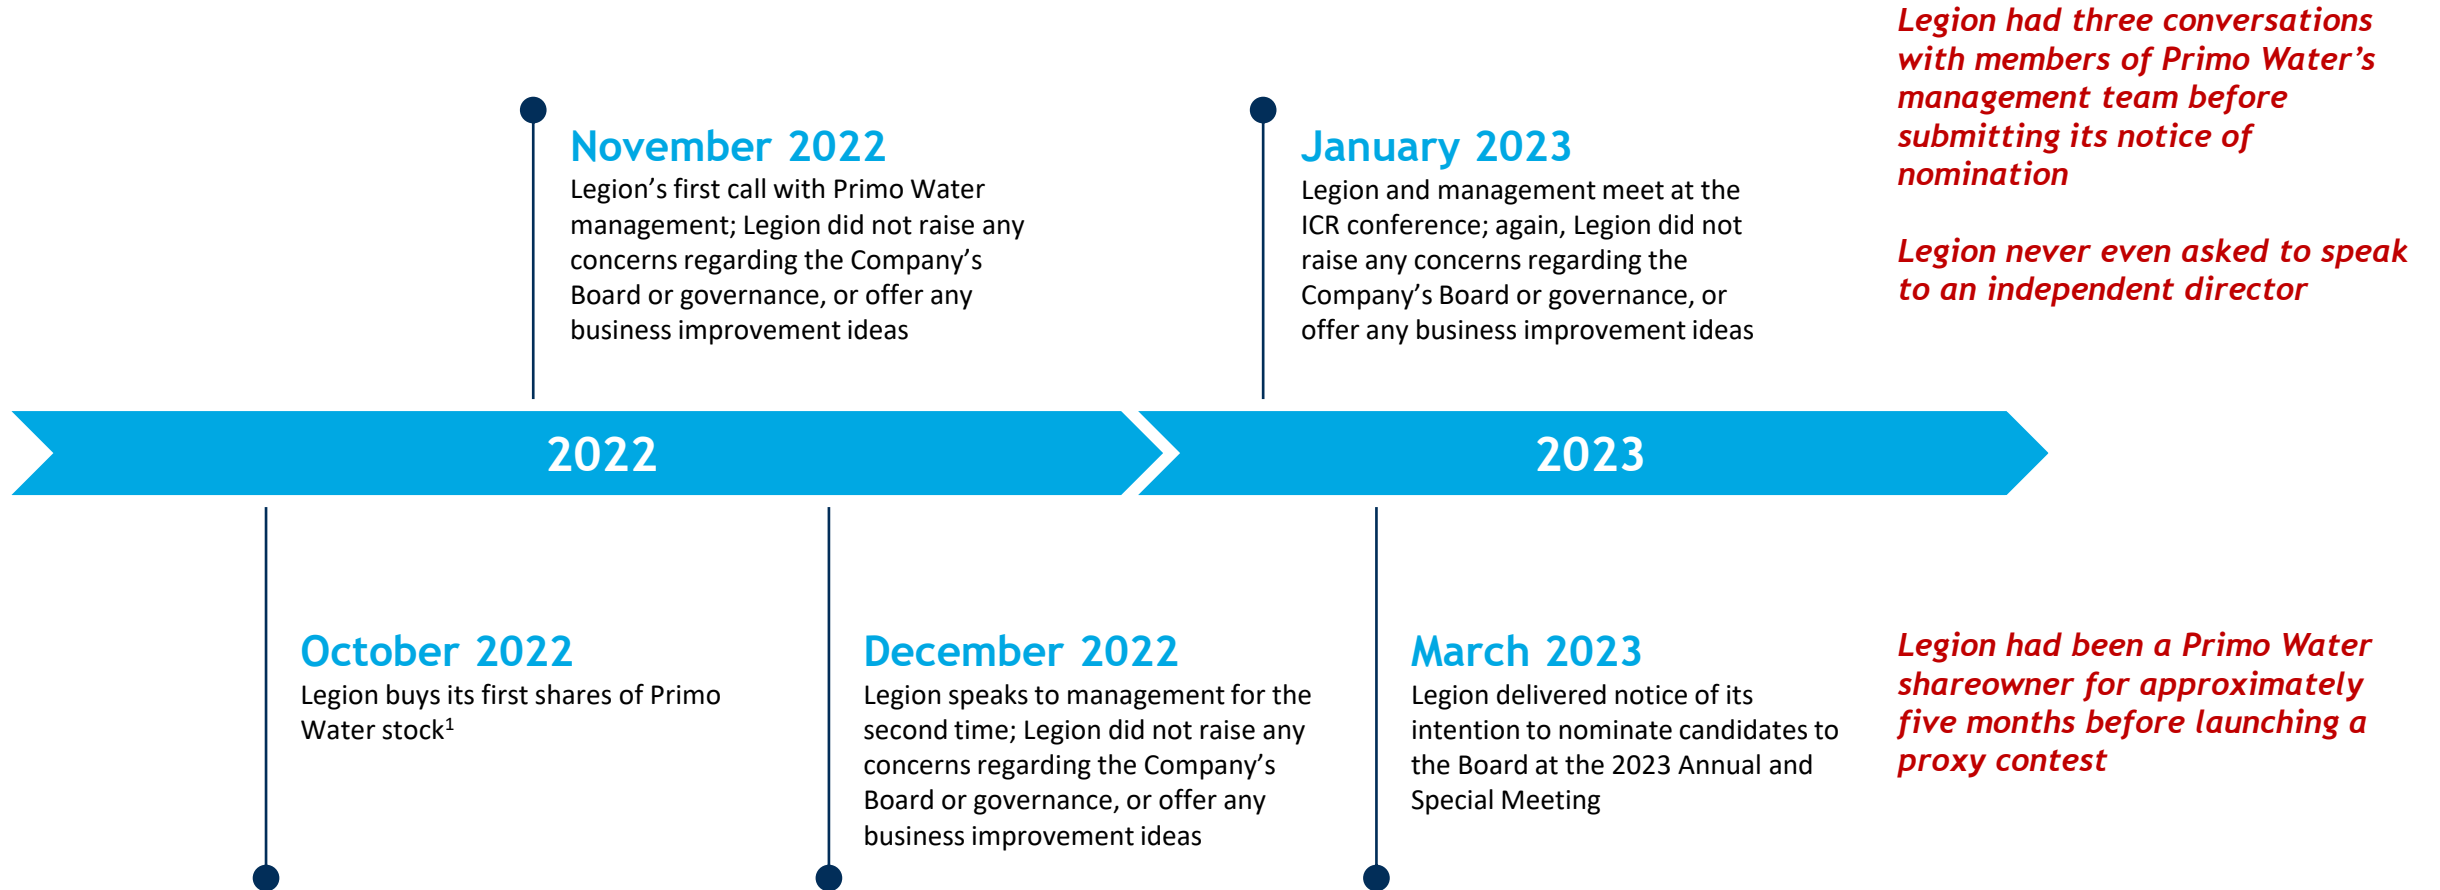 Legion had three conversations
with members of Primo Water’s
management team before
submitting its notice of
nomination
Legion never even asked to speak
to an independent director
November 2022
Legion’s first call with Primo Water
management; Legion did not raise any
concerns regarding the Company’s
Board or governance, or offer any
business improvement ideas
January 2023
Legion and management meet at the
ICR conference; again, Legion did not
raise any concerns regarding the
Company’s Board or governance, or
offer any business improvement ideas
2022
2023
October 2022
Legion buys its first shares of Primo
Water stock¹
December 2022
Legion speaks to management for the
second time; Legion did not raise any
concerns regarding the Company’s
Board or governance, or offer any
business improvement ideas
March 2023
Legion delivered notice of its
intention to nominate candidates to
the Board at the 2023 Annual and
Special Meeting
Legion had been a Primo Water
shareowner for approximately
five months before launching a
proxy contest